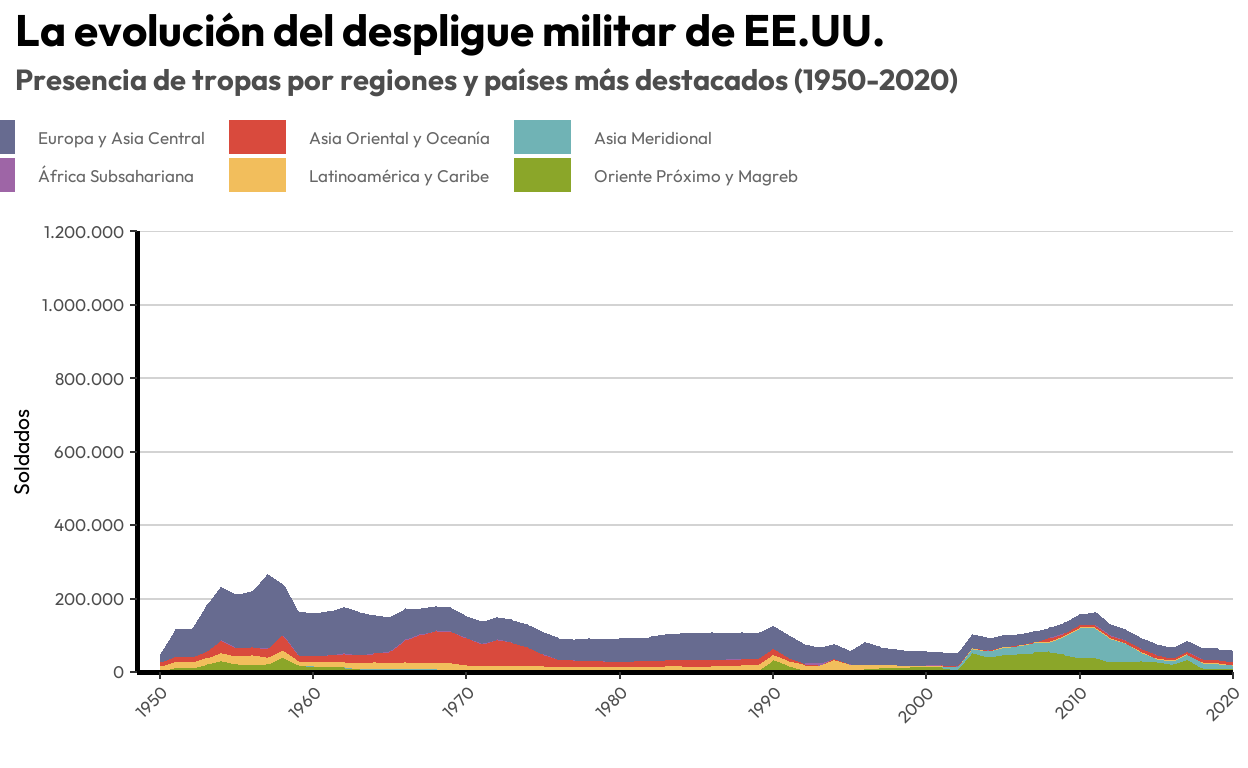 La evolución del despligue militar de EE.UU.
Presencia de tropas por regiones y países más destacados (1950-2020)
Europa y Asia Central
Asia Oriental y Oceanía
Asia Meridional
África Subsahariana
Latinoamérica y Caribe
Oriente Próximo y Magreb
1.200.000
1.000.000
800.000
600.000
400.000
200.000
0
Soldados
1950
1960
1970
1980
1990
2000
2010
2020